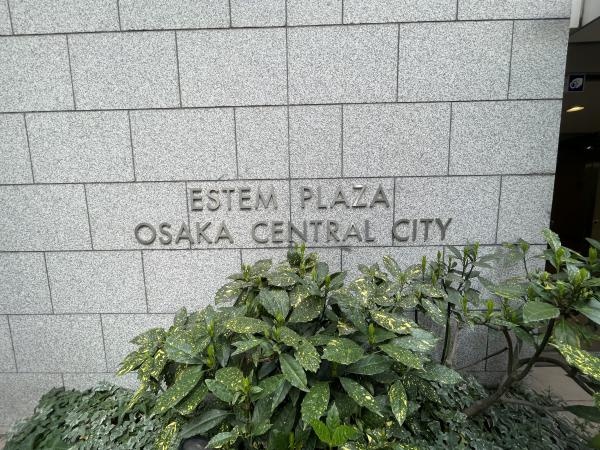 ESTEM PLAZA
OSAKA CENTRAL CITY